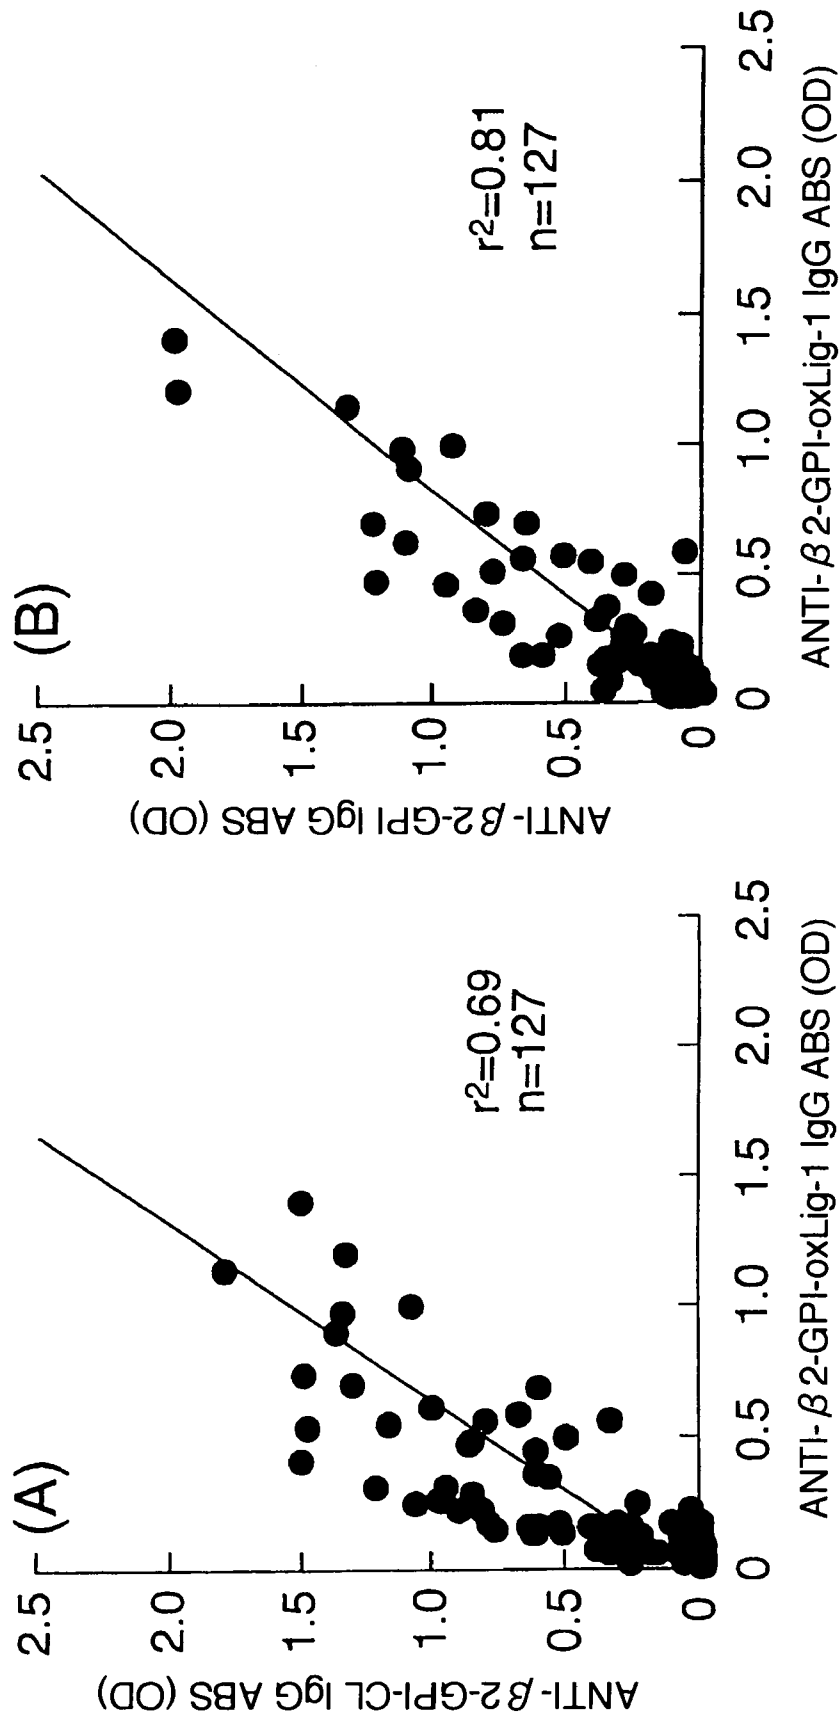 (A)
ANTI-β2-GPI-CL IgG ABS (OD)
2.5
2.0
1.5
1.0
0.5
0
r²=0.69
n=127
0 0.5 1.0 1.5 2.0 2.5
ANTI-β2-GPI-oxLig-1 IgG ABS (OD)
(B)
ANTI-β2-GPI IgG ABS (OD)
2.5
2.0
1.5
1.0
0.5
0
r²=0.81
n=127
0 0.5 1.0 1.5 2.0 2.5
ANTI-β2-GPI-oxLig-1 IgG ABS (OD)